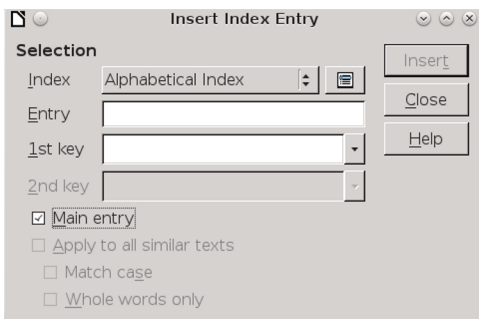 Insert Index Entry
Selection
Index Alphabetical Index
Entry
1st key
2nd key
Main entry
Apply to all similar texts
Match case
Whole words only
Insert
Close
Help